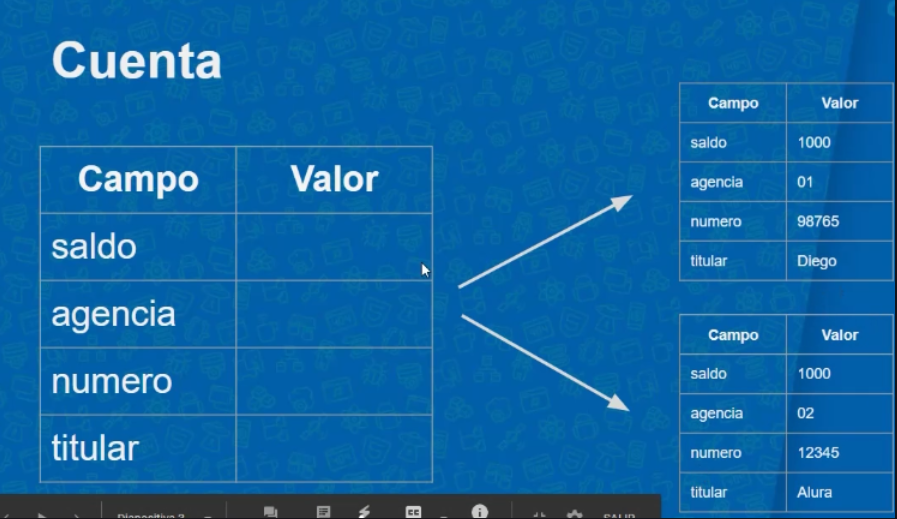 Cuenta
Campo Valor
saldo
agencia
numero
titular
Campo Valor
saldo 1000
agencia 01
numero 98765
titular Diego
Campo Valor
saldo 1000
agencia 02
numero 12345
titular Alura
Diapositiva 3
SALIR